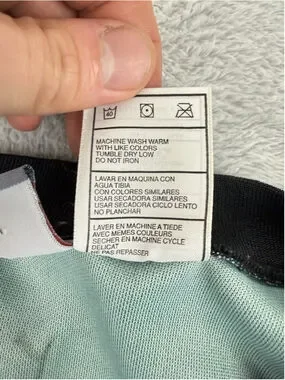 40
MACHINE WASH WARM
WITH LIKE COLORS
TUMBLE DRY LOW
DO NOT IRON
LAVAR EN MAQUINA CON
AGUA TIBIA
CON COLORES SIMILARES
USAR SECADORA SIMILARES
USAR SECADORA CICLO LENTO
NO PLANCHAR
LAVER EN MACHINE A TIEDE
AVEC MEMES COULEURS
SECHER EN MACHINE CYCLE
DELICAT
NE PAS REPASSER